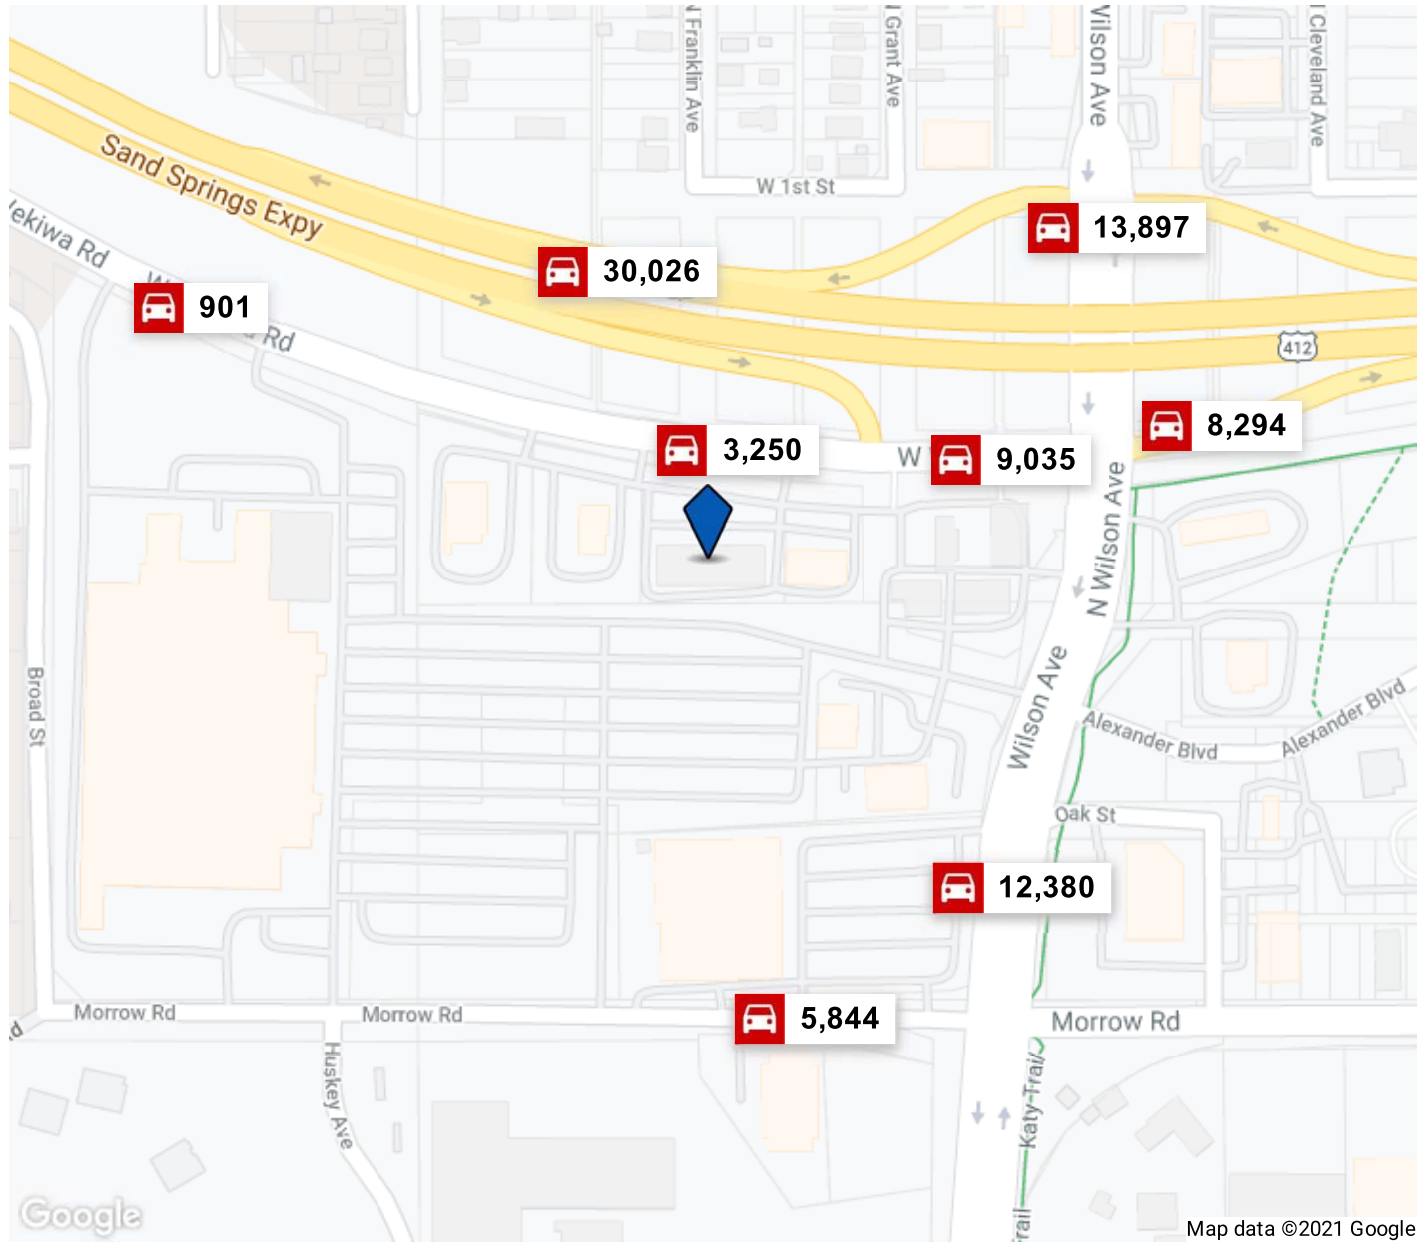 N Franklin Ave
N Grant Ave
Wilson Ave
Cleveland Ave
W 1st St
Sand Springs Expy
13,897
30,026
ekiwa Rd
W
Rd
901
412
8,294
3,250
W
9,035
N Wilson Ave
Wilson Ave
Broad St
Alexander Blvd
Alexander Blvd
Oak St
12,380
Morrow Rd
Morrow Rd
5,844
Morrow Rd
Huskey Ave
Katy Trail
Trail
Google
Map data ©2021 Google